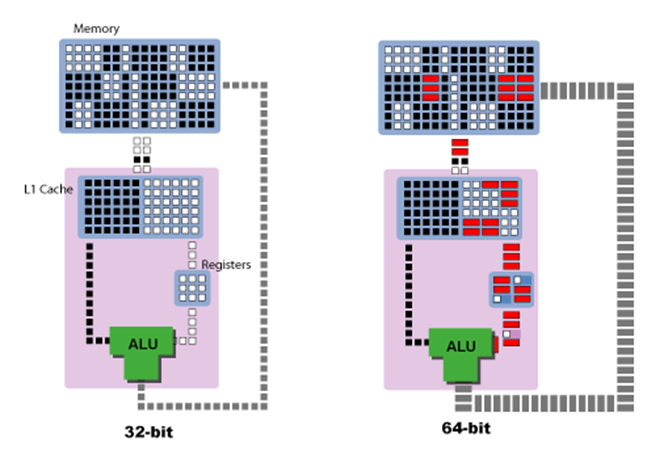 Memory
L1 Cache
Registers
ALU
32-bit
ALU
64-bit